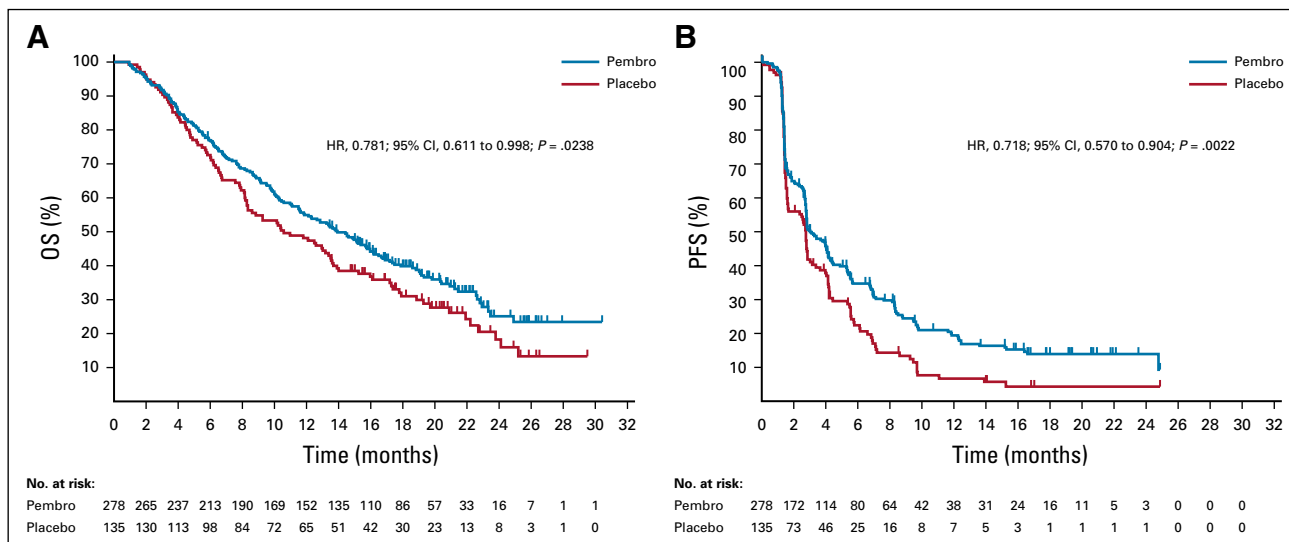 A
100
90
80
70
60
50
40
30
20
10
OS (%)
Pembro
Placebo
HR, 0.781; 95% CI, 0.611 to 0.998; P = .0238
0 2 4 6 8 10 12 14 16 18 20 22 24 26 28 30 32
Time (months)
No. at risk:
Pembro 278 265 237 213 190 169 152 135 110 86 57 33 16 7 1 1
Placebo 135 130 113 98 84 72 65 51 42 30 23 13 8 3 1 0
B
100
90
80
70
60
50
40
30
20
10
PFS (%)
Pembro
Placebo
HR, 0.718; 95% CI, 0.570 to 0.904; P = .0022
0 2 4 6 8 10 12 14 16 18 20 22 24 26 28 30 32
Time (months)
No. at risk:
Pembro 278 172 114 80 64 42 38 31 24 16 11 5 3 0 0 0
Placebo 135 73 46 25 16 8 7 5 3 1 1 1 1 0 0 0